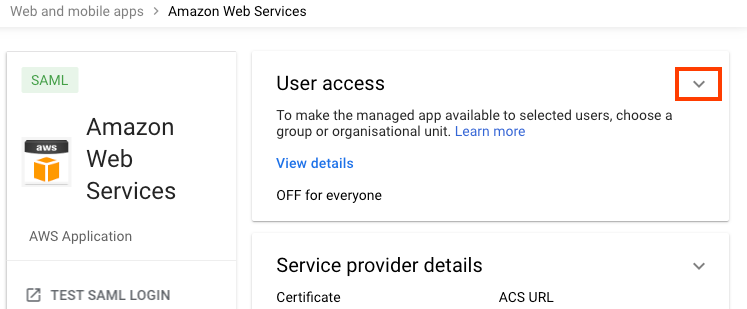 Web and mobile apps > Amazon Web Services
SAML
aws
Amazon
Web
Services
AWS Application
TEST SAML LOGIN
User access
To make the managed app available to selected users, choose a
group or organisational unit. Learn more
View details
OFF for everyone
Service provider details
Certificate
ACS URL